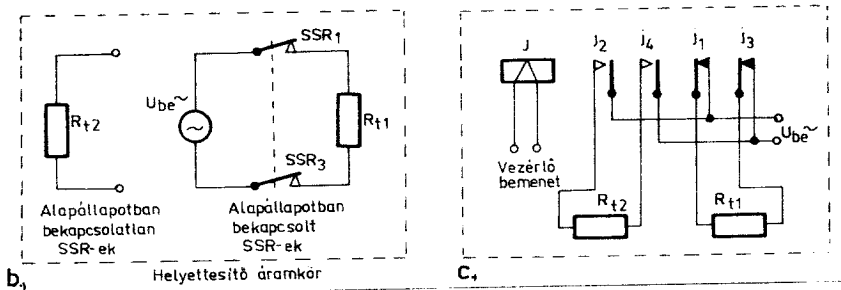 SSR1
SSR3
Ube~
Rt2
Rt1
Alapállapotban
bekapcsolatlan
SSR-ek
Alapállapotban
bekapcsolt
SSR-ek
b,
Helyettesítő áramkör
J
j2
j4
j1
j3
Vezérlő
bemenet
Ube~
Rt2
Rt1
c,